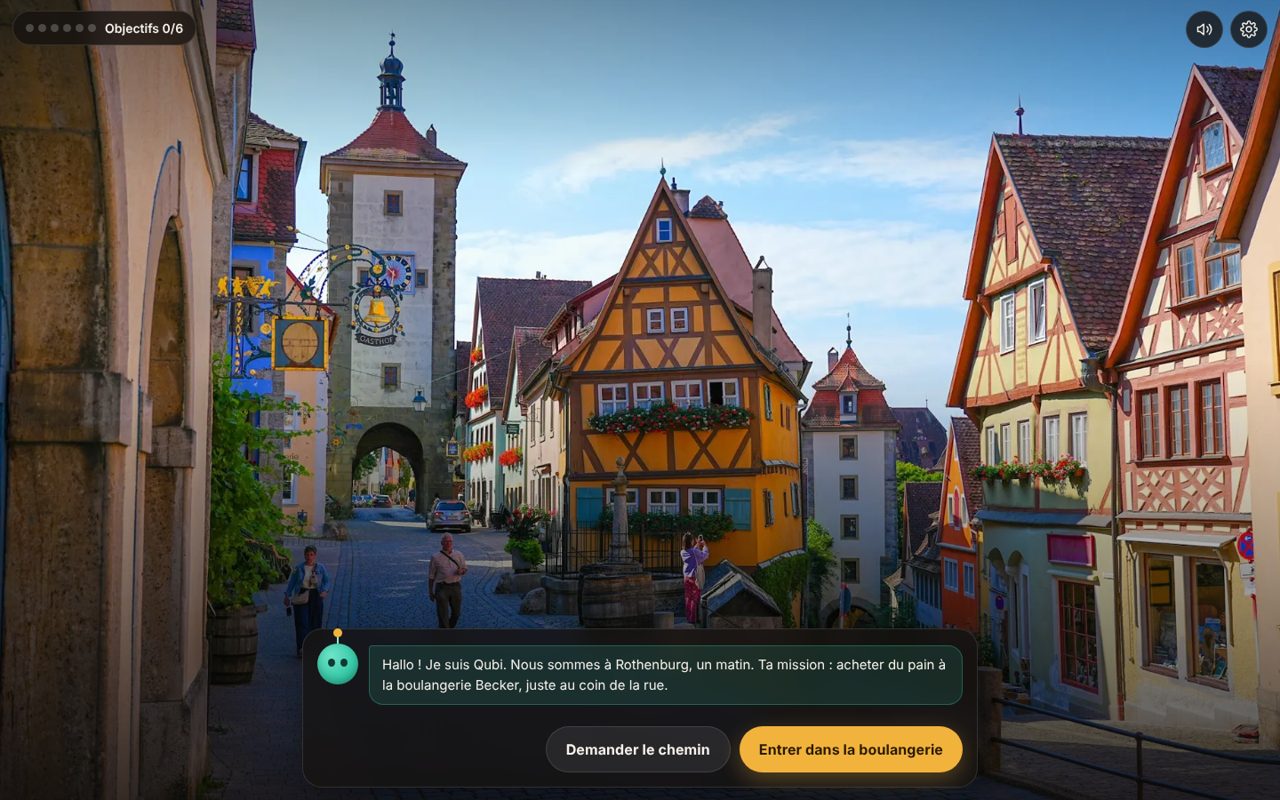 Objectifs 0/6
GASTHOF
Hallo ! Je suis Qubi. Nous sommes à Rothenburg, un matin. Ta mission : acheter du pain à
la boulangerie Becker, juste au coin de la rue.
Demander le chemin
Entrer dans la boulangerie